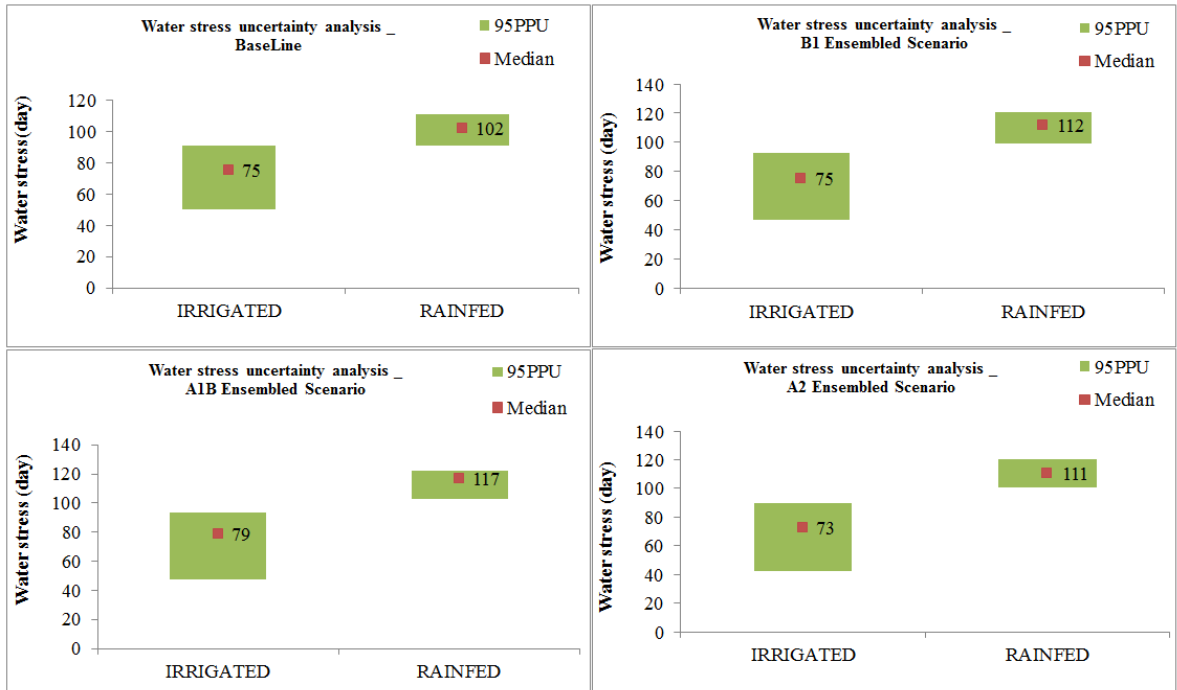 Water stress uncertainty analysis _
BaseLine
95PPU
Median
Water stress(day)
120
100
80
60
40
20
0
75
102
IRRIGATED
RAINFED
Water stress uncertainty analysis _
B1 Ensembled Scenario
95PPU
Median
Water stress (day)
140
120
100
80
60
40
20
0
75
112
IRRIGATED
RAINFED
Water stress uncertainty analysis _
A1B Ensembled Scenario
95PPU
Median
Water stress (day)
140
120
100
80
60
40
20
0
79
117
IRRIGATED
RAINFED
Water stress uncertainty analysis _
A2 Ensembled Scenario
95PPU
Median
Water stress (day)
140
120
100
80
60
40
20
0
73
111
IRRIGATED
RAINFED